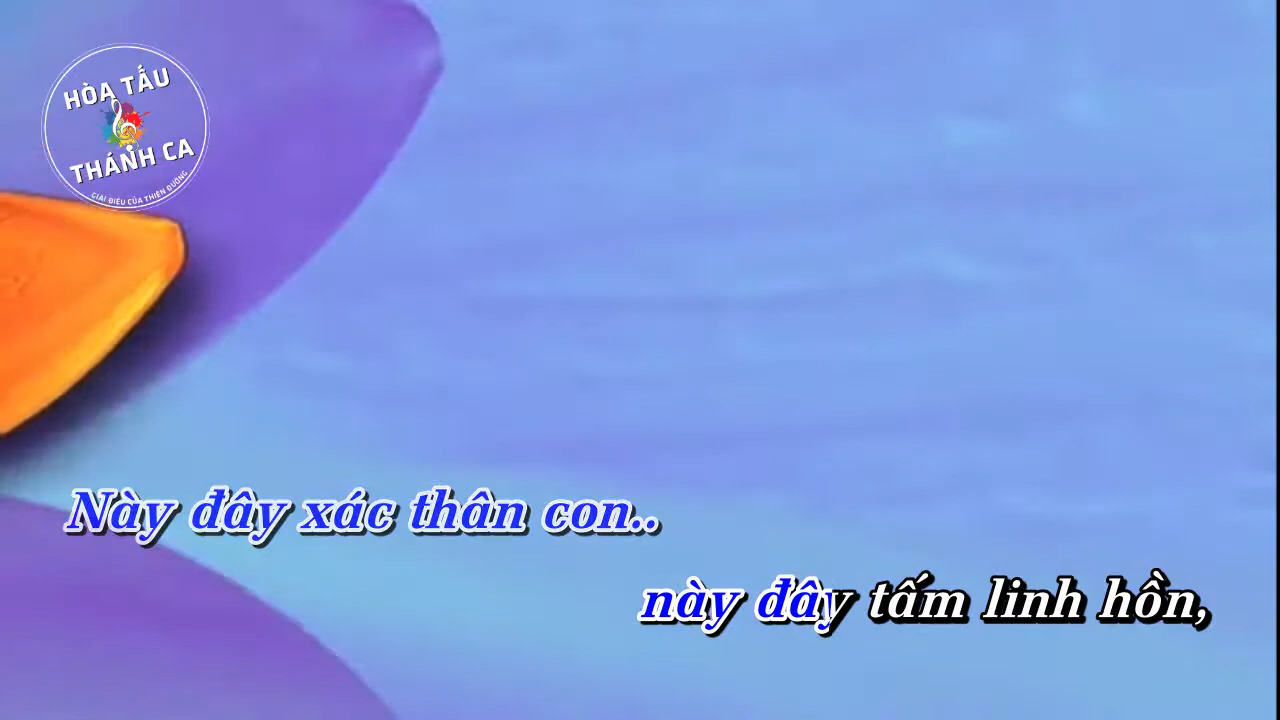 HÒA TẤU
THÁNH CA
GIAI ĐIỆU CỦA THIÊN ĐƯỜNG
Này đây xác thân con..
này đây tấm linh hồn,